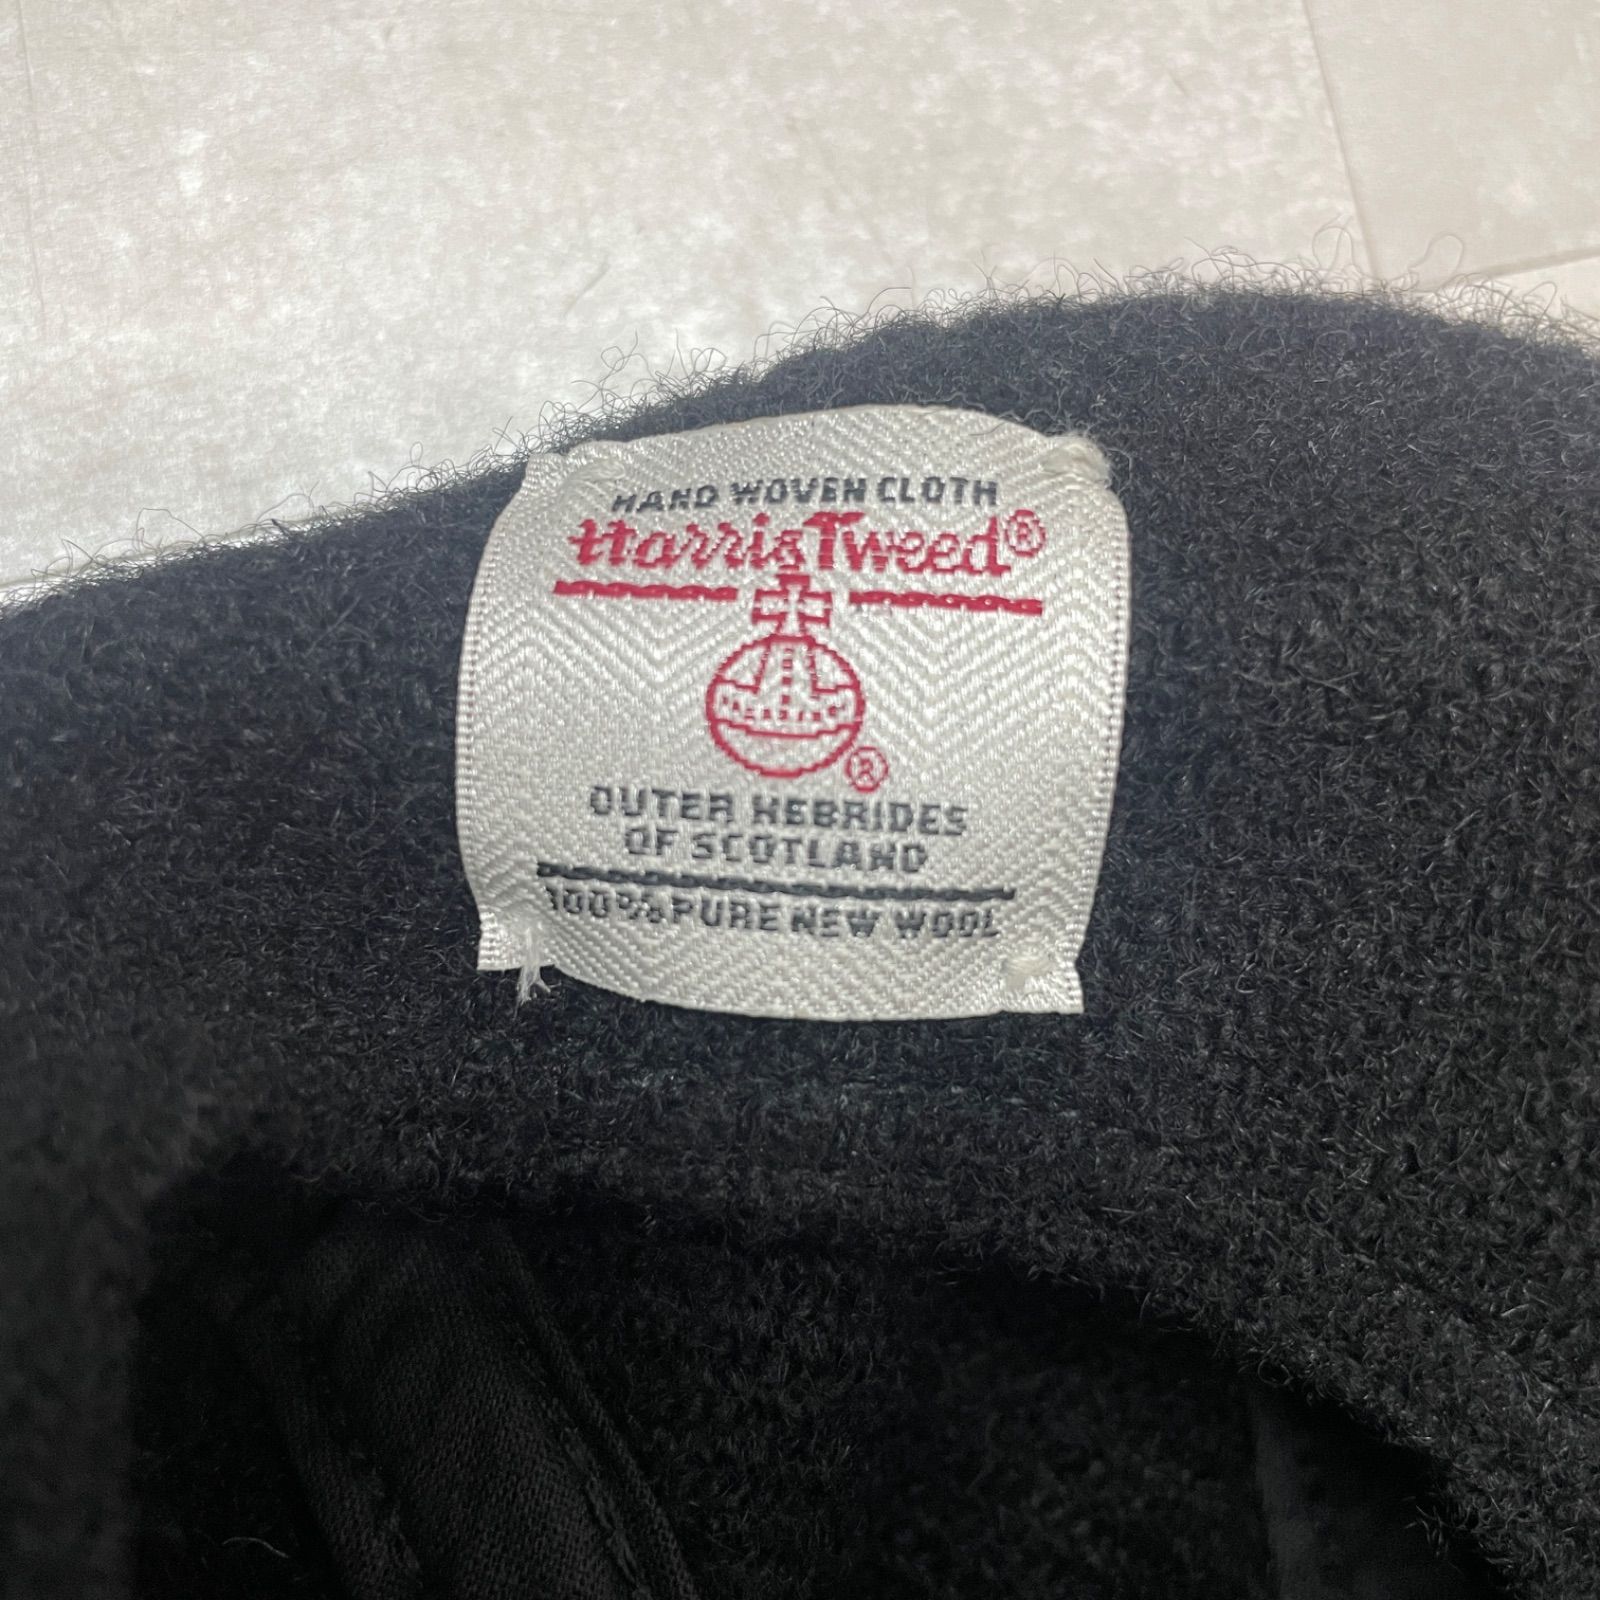 HAND WOVEN CLOTH
Harris Tweed®
®
OUTER HEBRIDES
OF SCOTLAND
100% PURE NEW WOOL